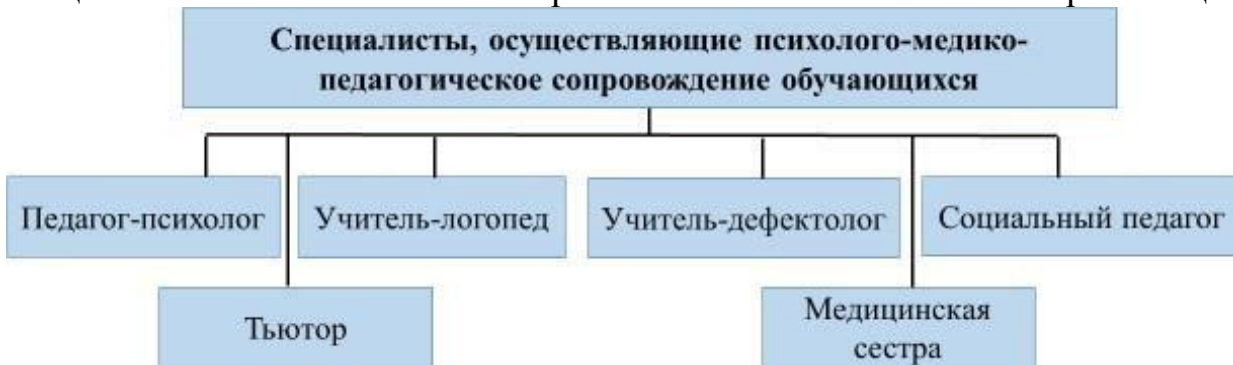 Специалисты, осуществляющие психолого-медико-
педагогическое сопровождение обучающихся
Педагог-психолог
Учитель-логопед
Учитель-дефектолог
Социальный педагог
Тьютор
Медицинская
сестра